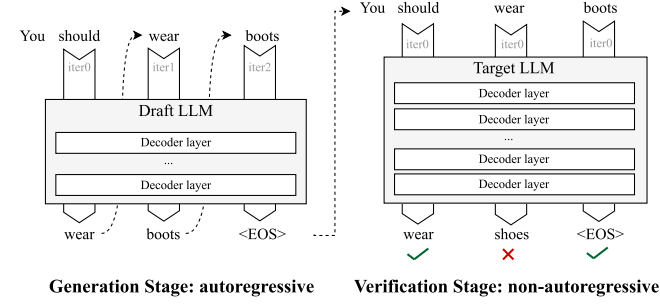 You should wear boots
iter0 iter1 iter2
Draft LLM
Decoder layer
...
Decoder layer
wear boots <EOS>
Generation Stage: autoregressive
You should wear boots
iter0 iter0 iter0
Target LLM
Decoder layer
Decoder layer
...
Decoder layer
Decoder layer
wear shoes <EOS>
Verification Stage: non-autoregressive